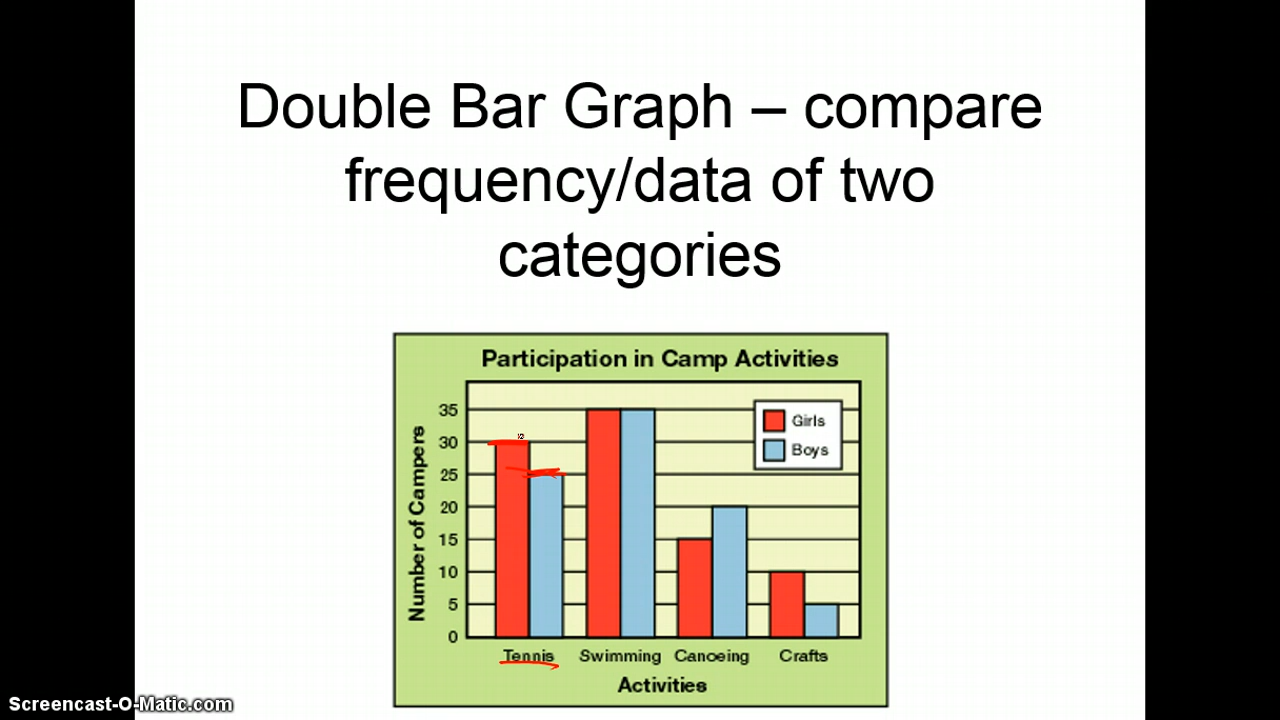 Double Bar Graph – compare
frequency/data of two
categories
Participation in Camp Activities
Number of Campers
35
30
25
20
15
10
5
0
Girls
Boys
Tennis Swimming Canoeing Crafts
Activities
Screencast-O-Matic.com